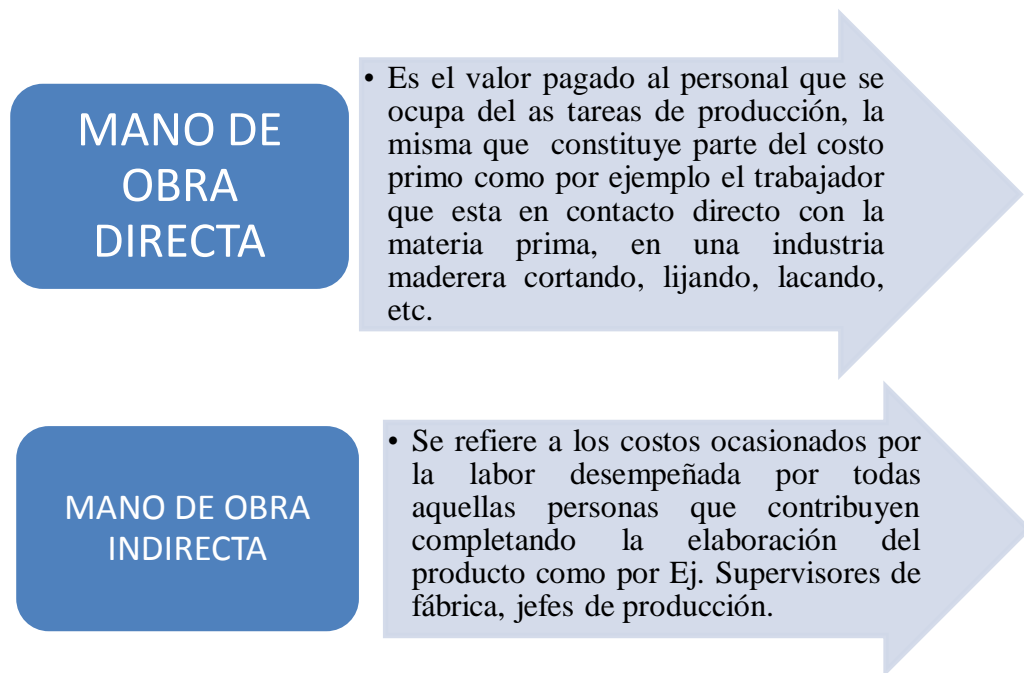 MANO DE
OBRA
DIRECTA
• Es el valor pagado al personal que se
ocupa del as tareas de producción, la
misma que constituye parte del costo
primo como por ejemplo el trabajador
que esta en contacto directo con la
materia prima, en una industria
maderera cortando, lijando, lacando,
etc.
MANO DE OBRA
INDIRECTA
• Se refiere a los costos ocasionados por
la labor desempeñada por todas
aquellas personas que contribuyen
completando la elaboración del
producto como por Ej. Supervisores de
fábrica, jefes de producción.